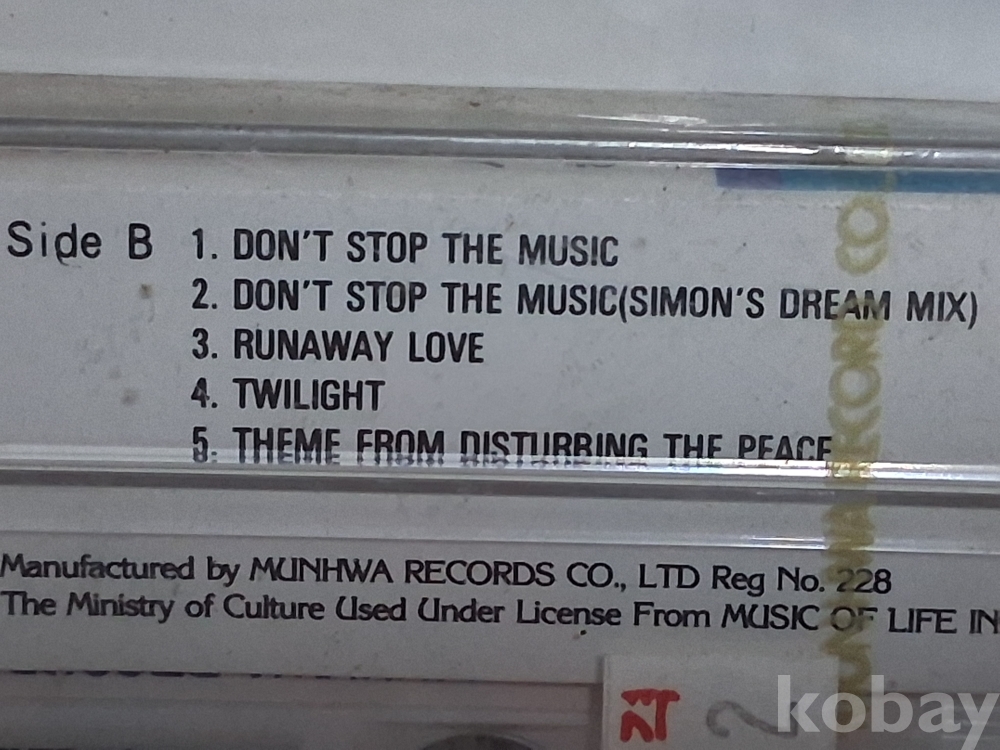 Side B 1. DON'T STOP THE MUSIC
2. DON'T STOP THE MUSIC(SIMON'S DREAM MIX)
3. RUNAWAY LOVE
4. TWILIGHT
5. THEME FROM DISTURBING THE PEACE
Manufactured by MUNHWA RECORDS CO., LTD Reg No. 228
The Ministry of Culture Used Under License From MUSIC OF LIFE IN
kobay